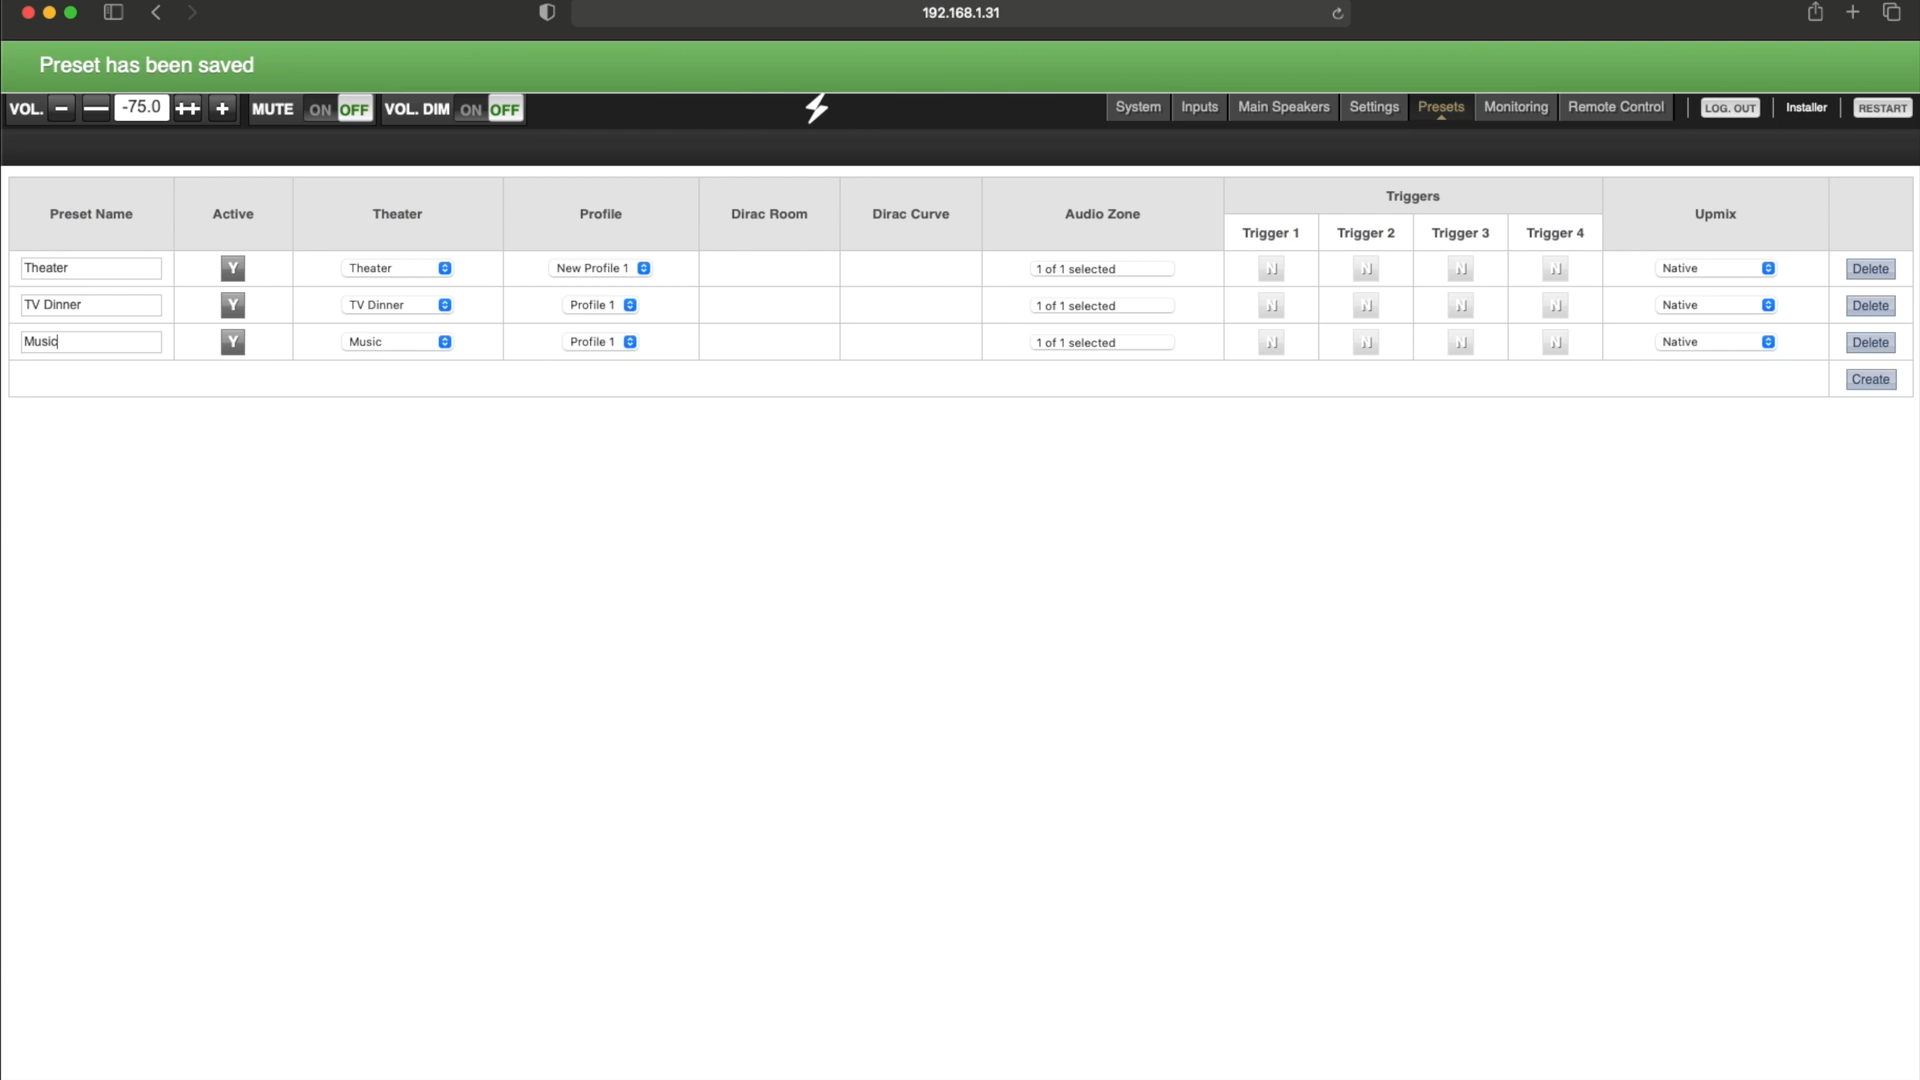 192.168.1.31
Preset has been saved
VOL. -75.0 MUTE ON OFF VOL. DIM ON OFF System Inputs Main Speakers Settings Presets Monitoring Remote Control LOG. OUT Installer RESTART
Preset Name Active Theater Profile Dirac Room Dirac Curve Audio Zone Triggers Upmix
Trigger 1 Trigger 2 Trigger 3 Trigger 4
Theater Y Theater New Profile 1 1 of 1 selected N N N N Native Delete
TV Dinner Y TV Dinner Profile 1 1 of 1 selected N N N N Native Delete
Music Y Music Profile 1 1 of 1 selected N N N N Native Delete
Create